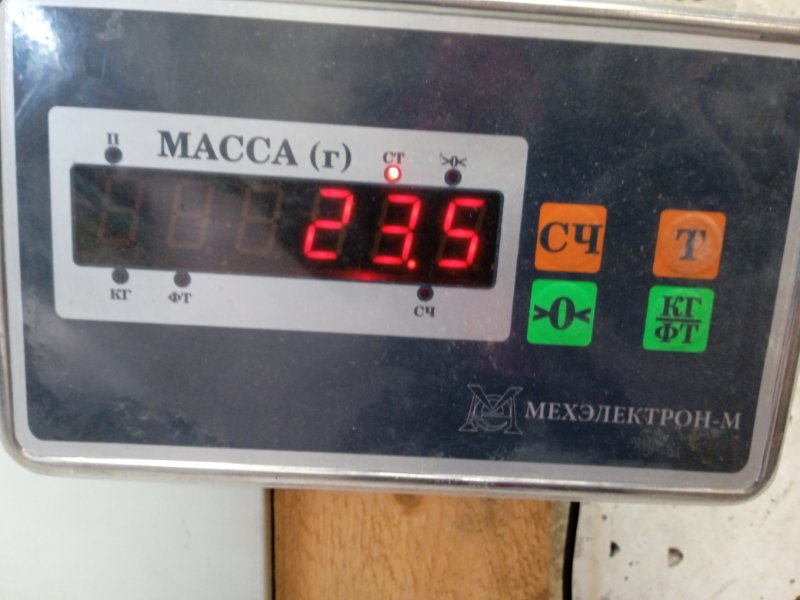 П
МАССА (г)
СТ
>0<
23.5
КГ
ФТ
СЧ
СЧ
Т
>0<
КГ
ФТ
МЕХЭЛЕКТРОН-М